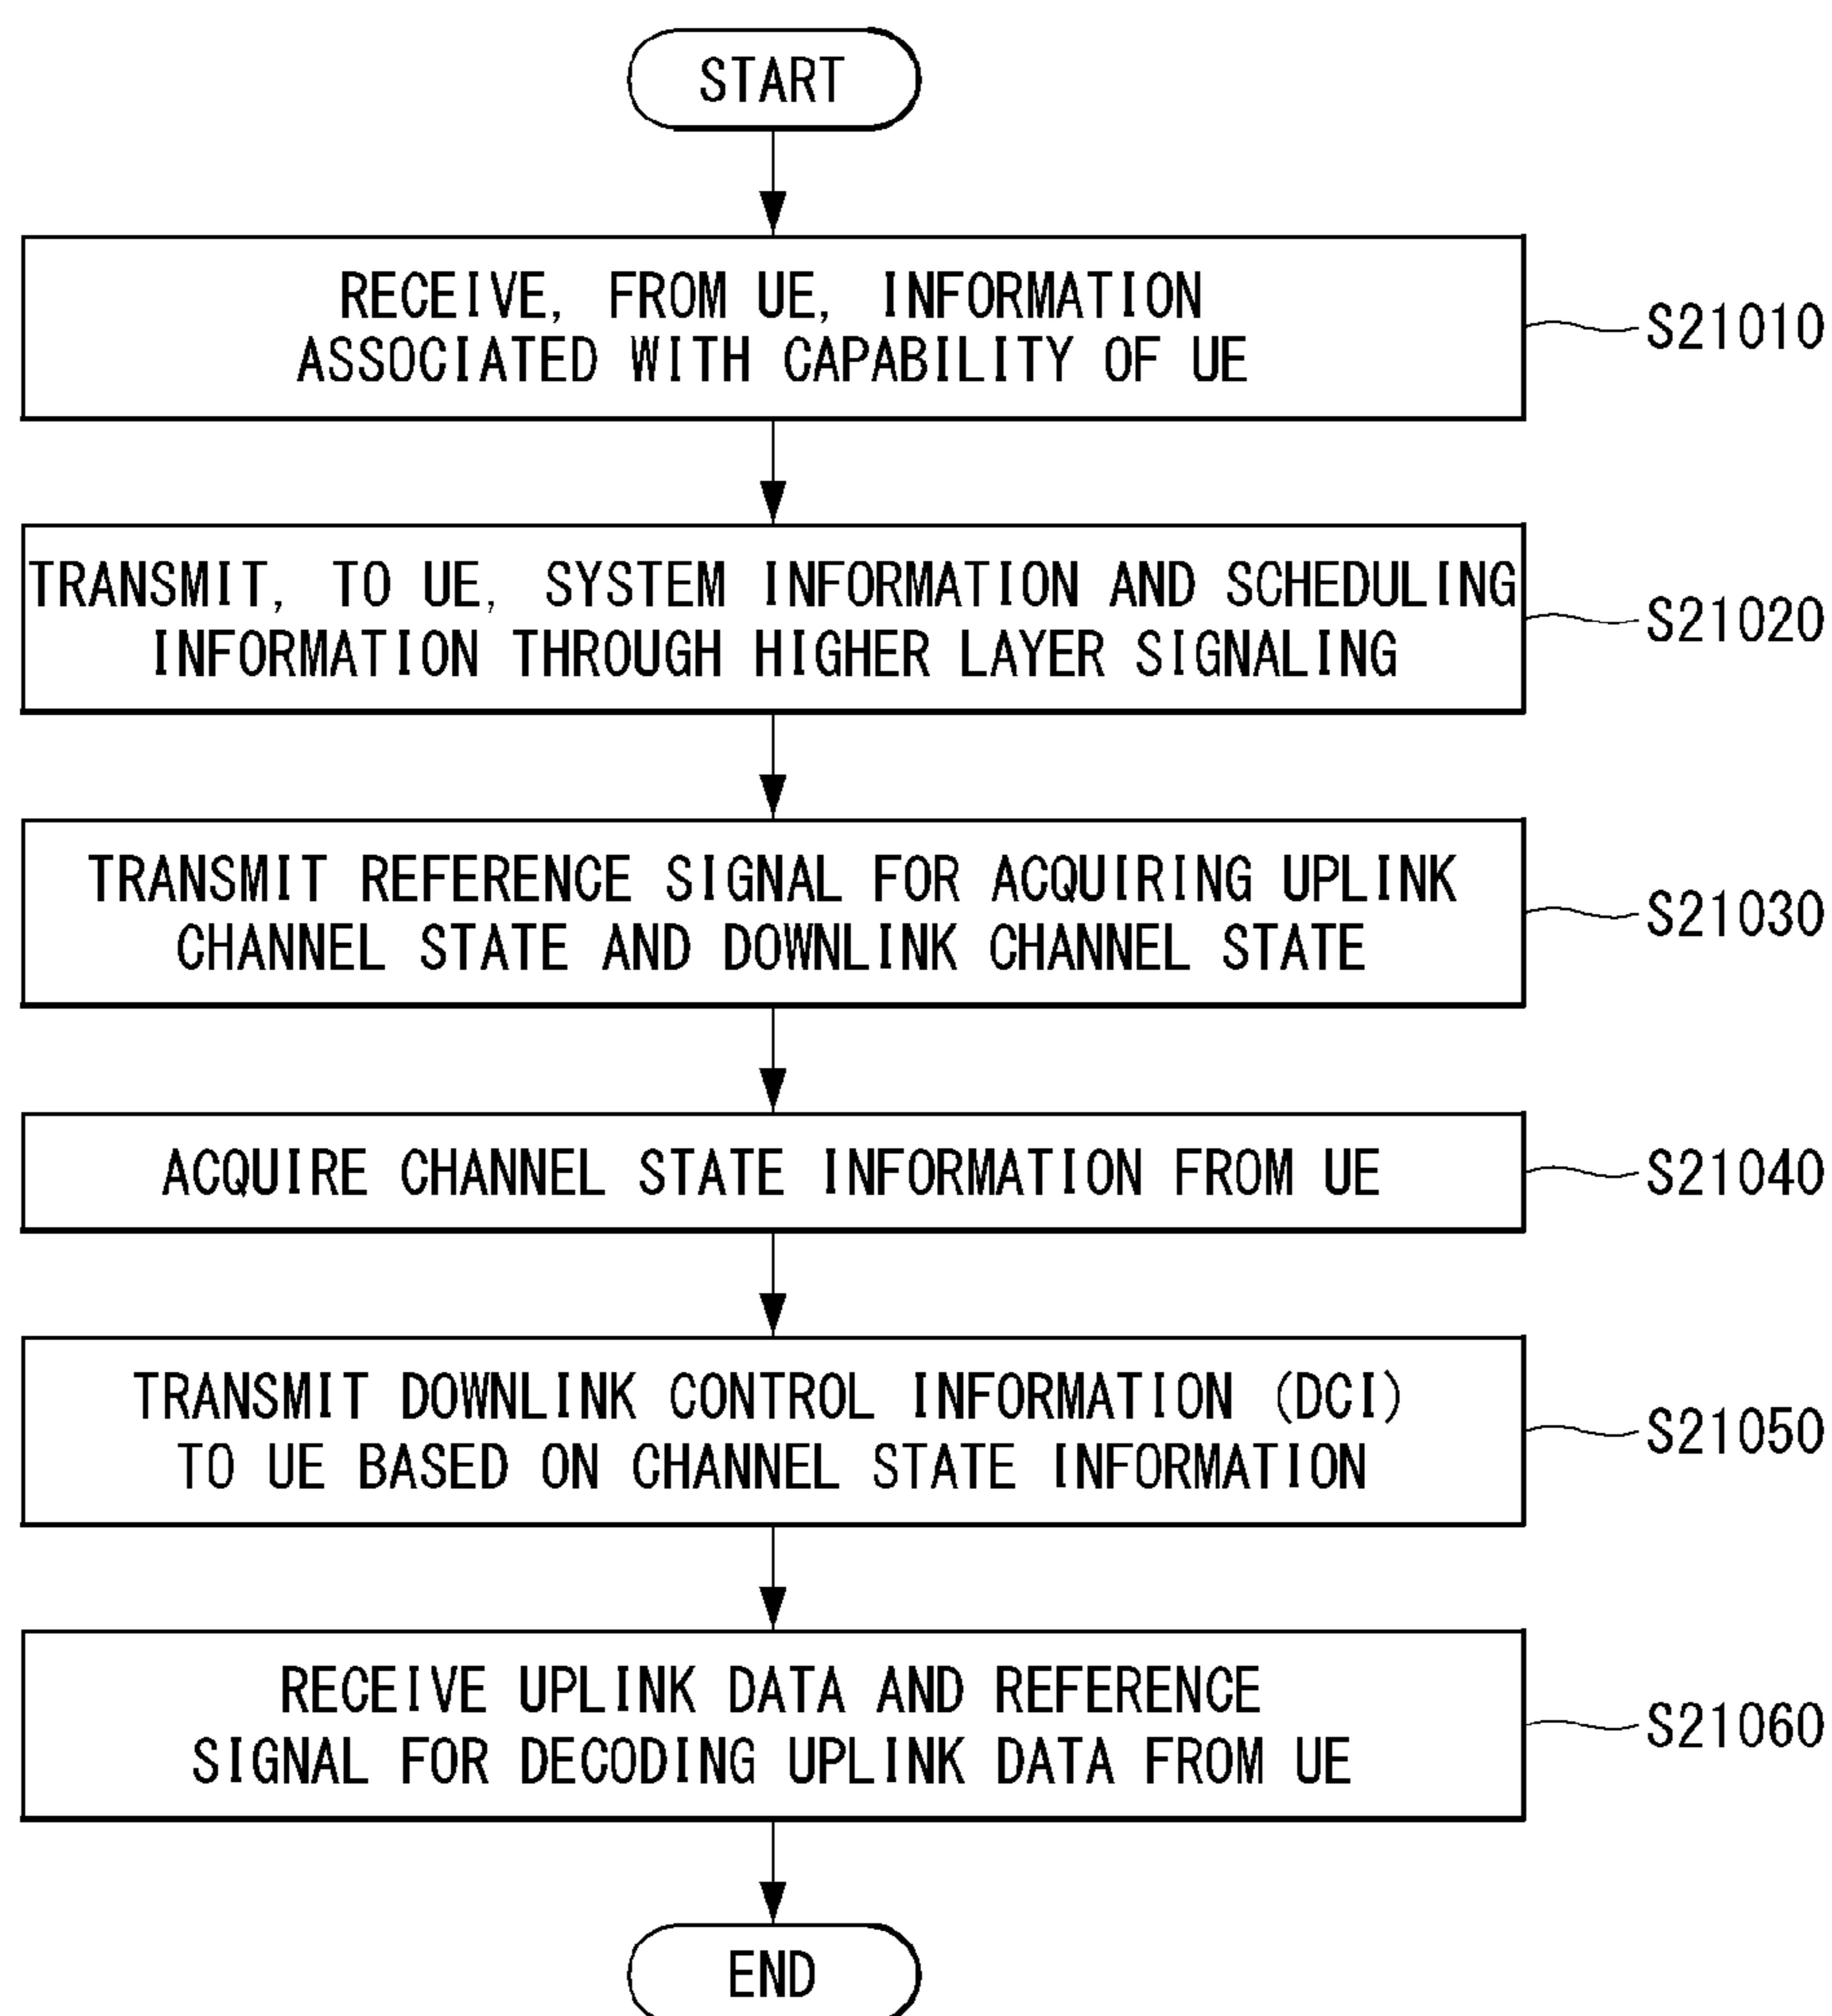 START
RECEIVE, FROM UE, INFORMATION
ASSOCIATED WITH CAPABILITY OF UE
S21010
TRANSMIT, TO UE, SYSTEM INFORMATION AND SCHEDULING
INFORMATION THROUGH HIGHER LAYER SIGNALING
S21020
TRANSMIT REFERENCE SIGNAL FOR ACQUIRING UPLINK
CHANNEL STATE AND DOWNLINK CHANNEL STATE
S21030
ACQUIRE CHANNEL STATE INFORMATION FROM UE
S21040
TRANSMIT DOWNLINK CONTROL INFORMATION (DCI)
TO UE BASED ON CHANNEL STATE INFORMATION
S21050
RECEIVE UPLINK DATA AND REFERENCE
SIGNAL FOR DECODING UPLINK DATA FROM UE
S21060
END